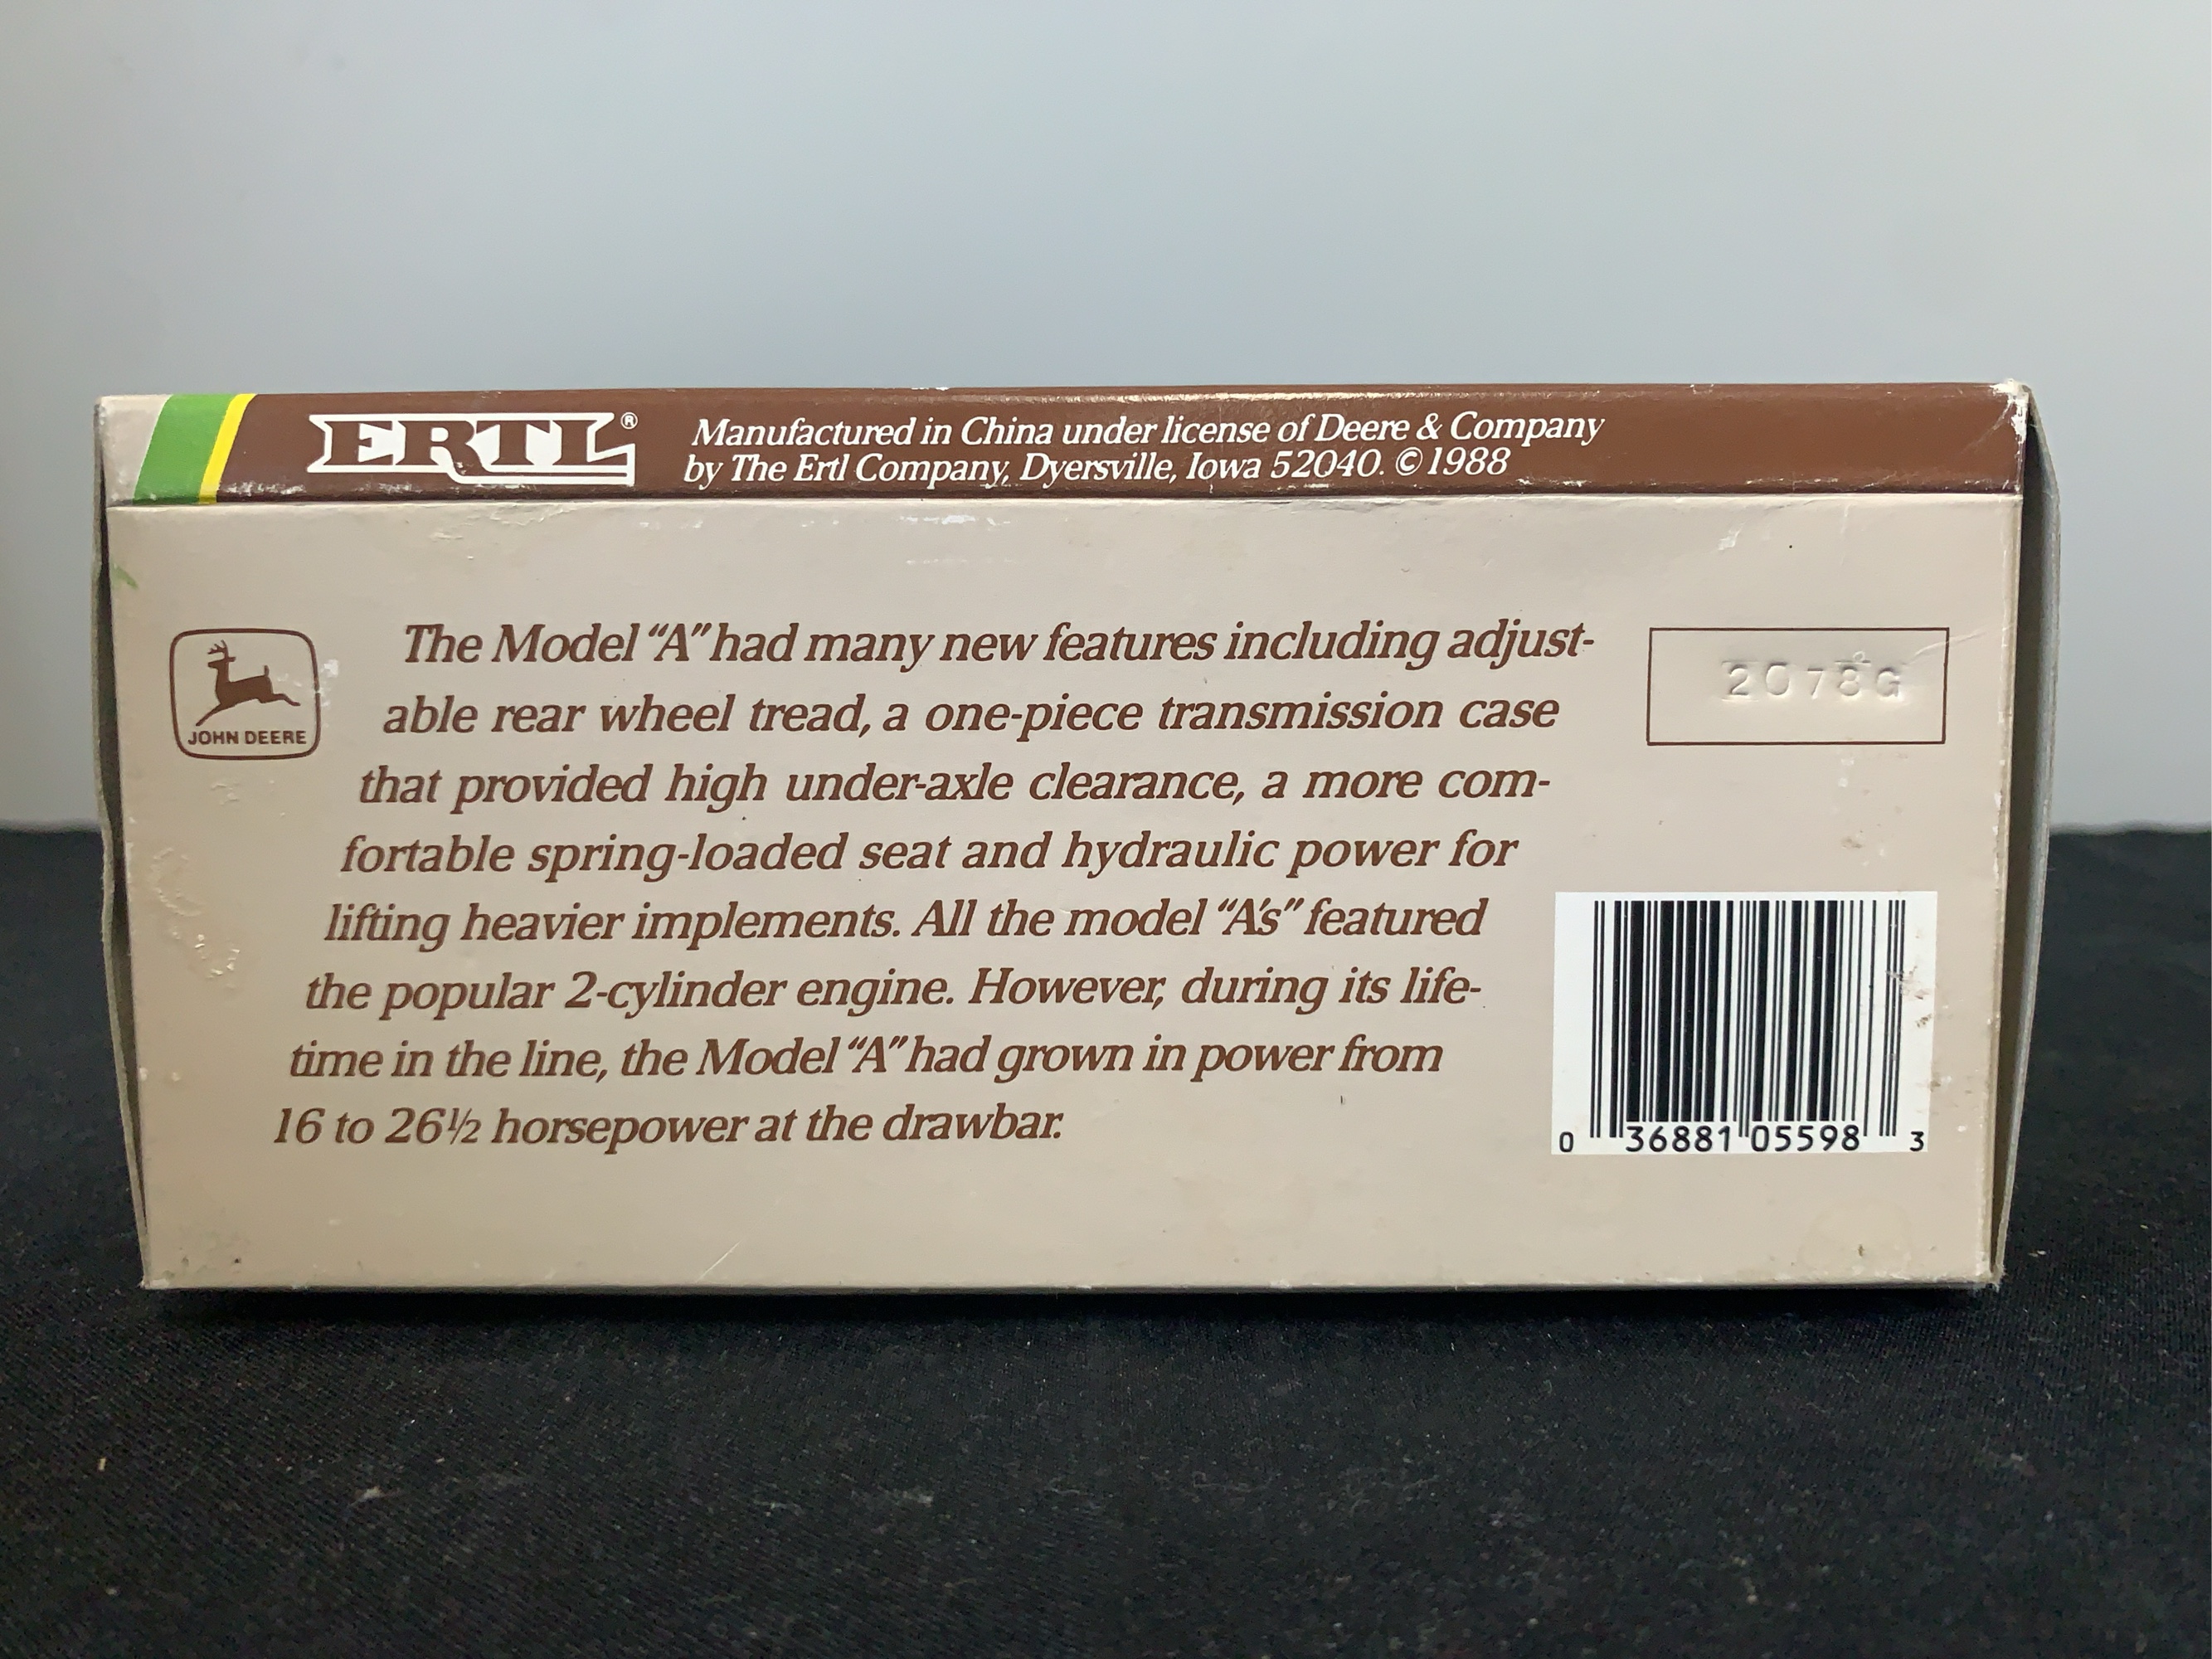 ERTL®
Manufactured in China under license of Deere & Company
by The Ertl Company, Dyersville, Iowa 52040. © 1988
JOHN DEERE
The Model “A” had many new features including adjust-
able rear wheel tread, a one-piece transmission case
that provided high under-axle clearance, a more com-
fortable spring-loaded seat and hydraulic power for
lifting heavier implements. All the model “A's” featured
the popular 2-cylinder engine. However, during its life-
time in the line, the Model “A” had grown in power from
16 to 26½ horsepower at the drawbar.
2078G
0 36881 05598 3